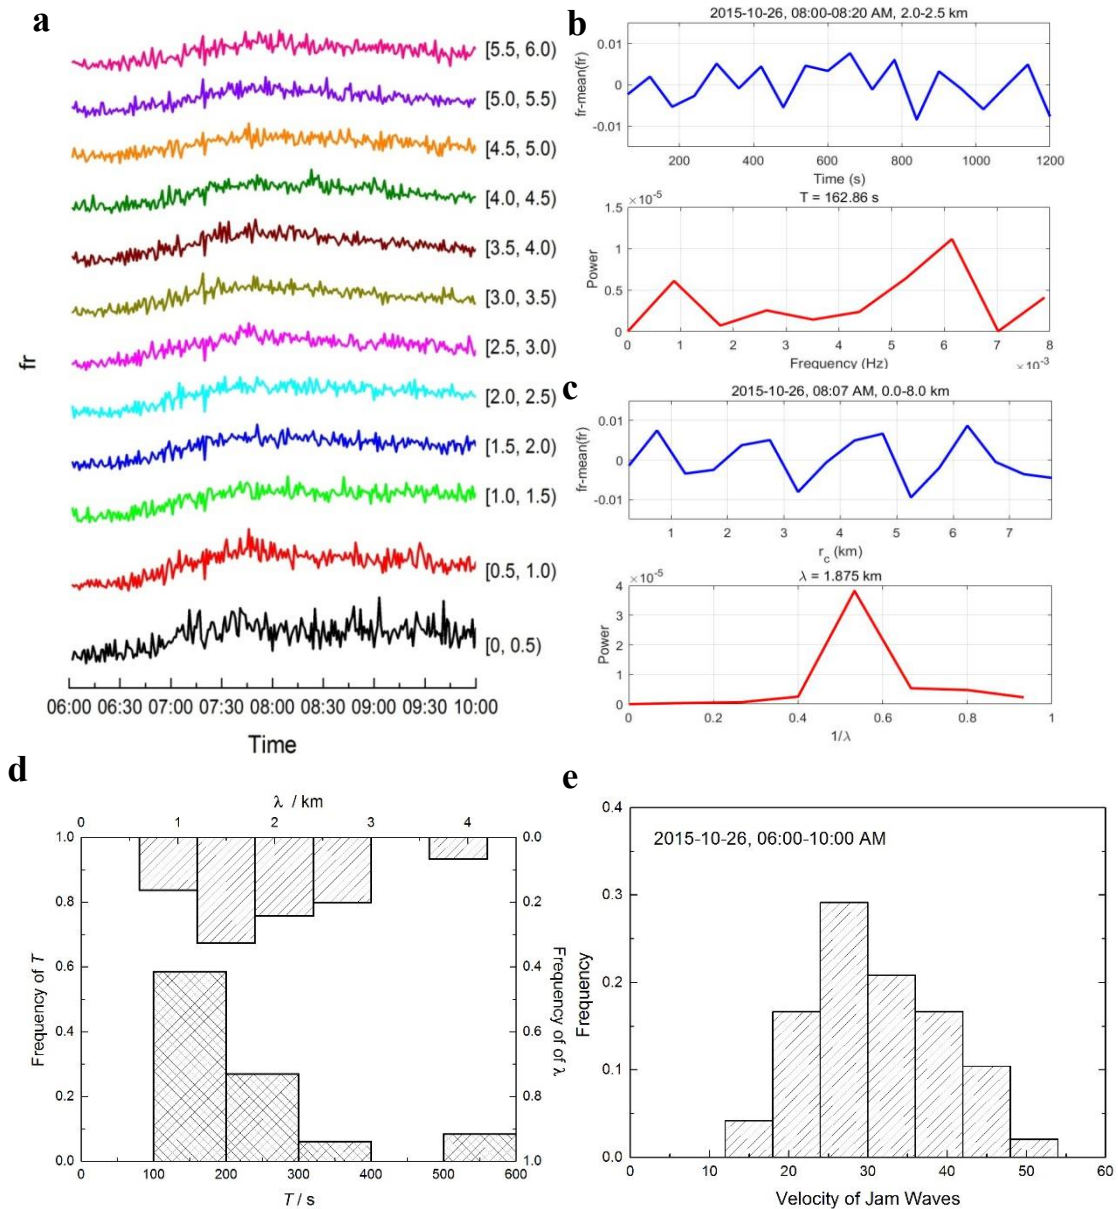 a
[5.5, 6.0)
[5.0, 5.5)
[4.5, 5.0)
[4.0, 4.5)
[3.5, 4.0)
[3.0, 3.5)
[2.5, 3.0)
[2.0, 2.5)
[1.5, 2.0)
[1.0, 1.5)
[0.5, 1.0)
[0, 0.5)
fr
06:00 06:30 07:00 07:30 08:00 08:30 09:00 09:30 10:00
Time
b
2015-10-26, 08:00-08:20 AM, 2.0-2.5 km
fr-mean(fr)
0.01
0
-0.01
200 400 600 800 1000 1200
Time (s)
T = 162.86 s
×10⁻⁵
Power
1.5
1
0.5
0
0 1 2 3 4 5 6 7 8
Frequency (Hz)
×10⁻³
c
2015-10-26, 08:07 AM, 0.0-8.0 km
fr-mean(fr)
0.01
0
-0.01
1 2 3 4 5 6 7
r_c (km)
λ = 1.875 km
×10⁻⁵
Power
4
3
2
1
0
0 0.2 0.4 0.6 0.8 1
1/λ
d
λ / km
0 1 2 3 4
Frequency of T
1.0
0.8
0.6
0.4
0.2
0.0
0.0
0.2
0.4
0.6
0.8
1.0
Frequency of of λ
0 100 200 300 400 500 600
T / s
e
2015-10-26, 06:00-10:00 AM
Frequency
0.4
0.3
0.2
0.1
0.0
0 10 20 30 40 50 60
Velocity of Jam Waves